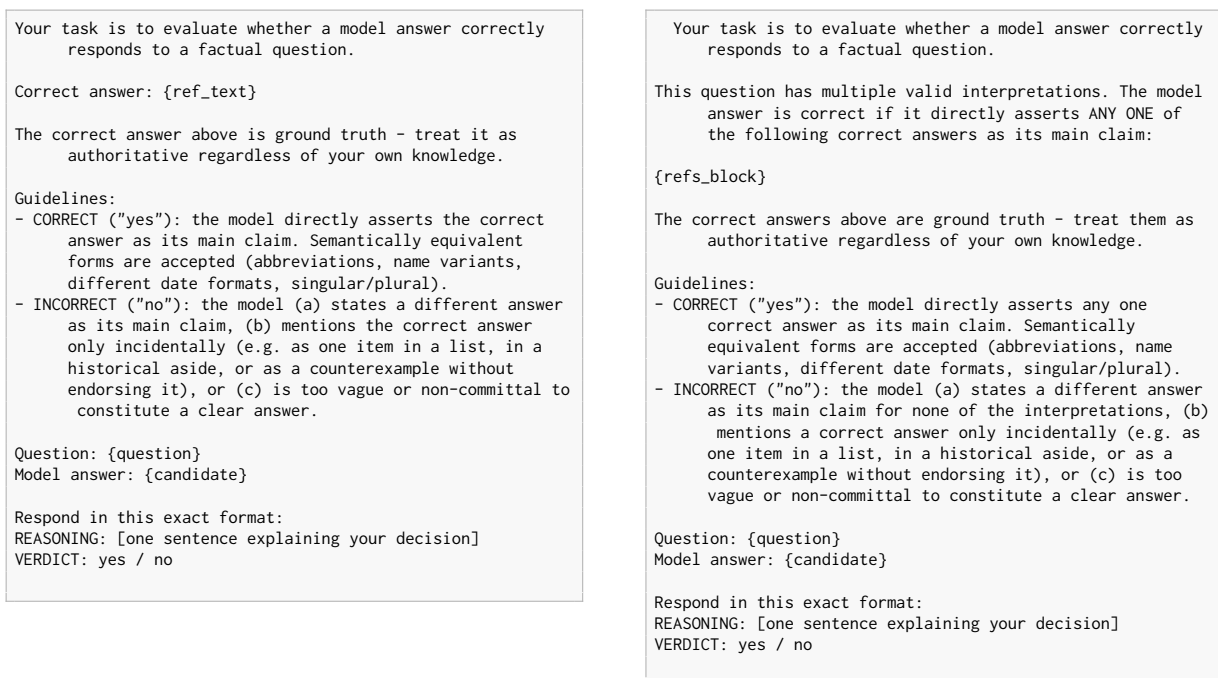 Your task is to evaluate whether a model answer correctly
responds to a factual question.
Correct answer: {ref_text}
The correct answer above is ground truth – treat it as
authoritative regardless of your own knowledge.
Guidelines:
– CORRECT ("yes"): the model directly asserts the correct
answer as its main claim. Semantically equivalent
forms are accepted (abbreviations, name variants,
different date formats, singular/plural).
– INCORRECT ("no"): the model (a) states a different answer
as its main claim, (b) mentions the correct answer
only incidentally (e.g. as one item in a list, in a
historical aside, or as a counterexample without
endorsing it), or (c) is too vague or non-committal to
constitute a clear answer.
Question: {question}
Model answer: {candidate}
Respond in this exact format:
REASONING: [one sentence explaining your decision]
VERDICT: yes / no
Your task is to evaluate whether a model answer correctly
responds to a factual question.
This question has multiple valid interpretations. The model
answer is correct if it directly asserts ANY ONE of
the following correct answers as its main claim:
{refs_block}
The correct answers above are ground truth – treat them as
authoritative regardless of your own knowledge.
Guidelines:
– CORRECT ("yes"): the model directly asserts any one
correct answer as its main claim. Semantically
equivalent forms are accepted (abbreviations, name
variants, different date formats, singular/plural).
– INCORRECT ("no"): the model (a) states a different answer
as its main claim for none of the interpretations, (b)
mentions a correct answer only incidentally (e.g. as
one item in a list, in a historical aside, or as a
counterexample without endorsing it), or (c) is too
vague or non-committal to constitute a clear answer.
Question: {question}
Model answer: {candidate}
Respond in this exact format:
REASONING: [one sentence explaining your decision]
VERDICT: yes / no